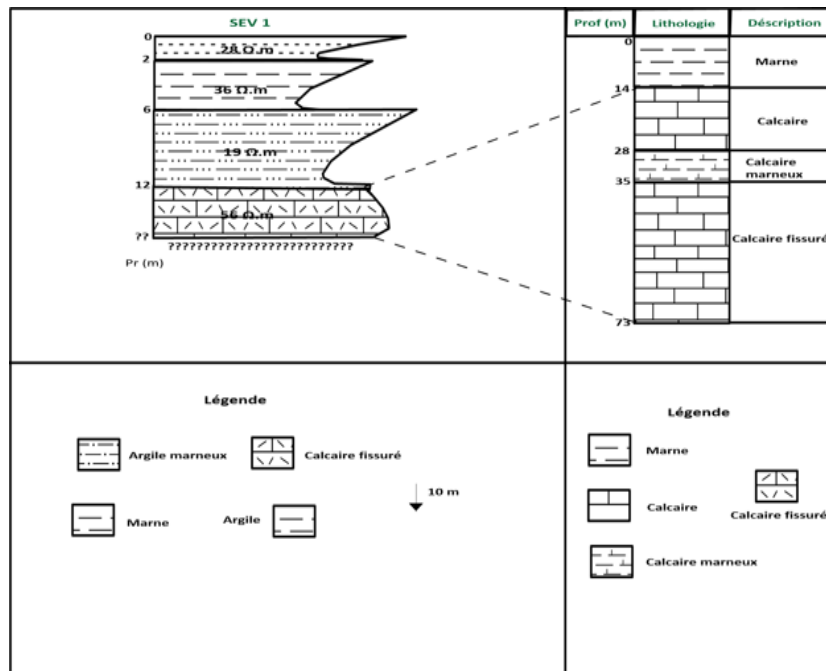 SEV 1
0
28 Ω.m
2
36 Ω.m
6
19 Ω.m
12
56 Ω.m
??
??????????????????????????
Pr (m)
Prof (m) Lithologie Déscription
0
Marne
14
Calcaire
28
Calcaire
marneux
35
Calcaire fissuré
73
Légende
Argile marneux Calcaire fissuré
10 m
Marne Argile
Légende
Marne
Calcaire
Calcaire fissuré
Calcaire marneux